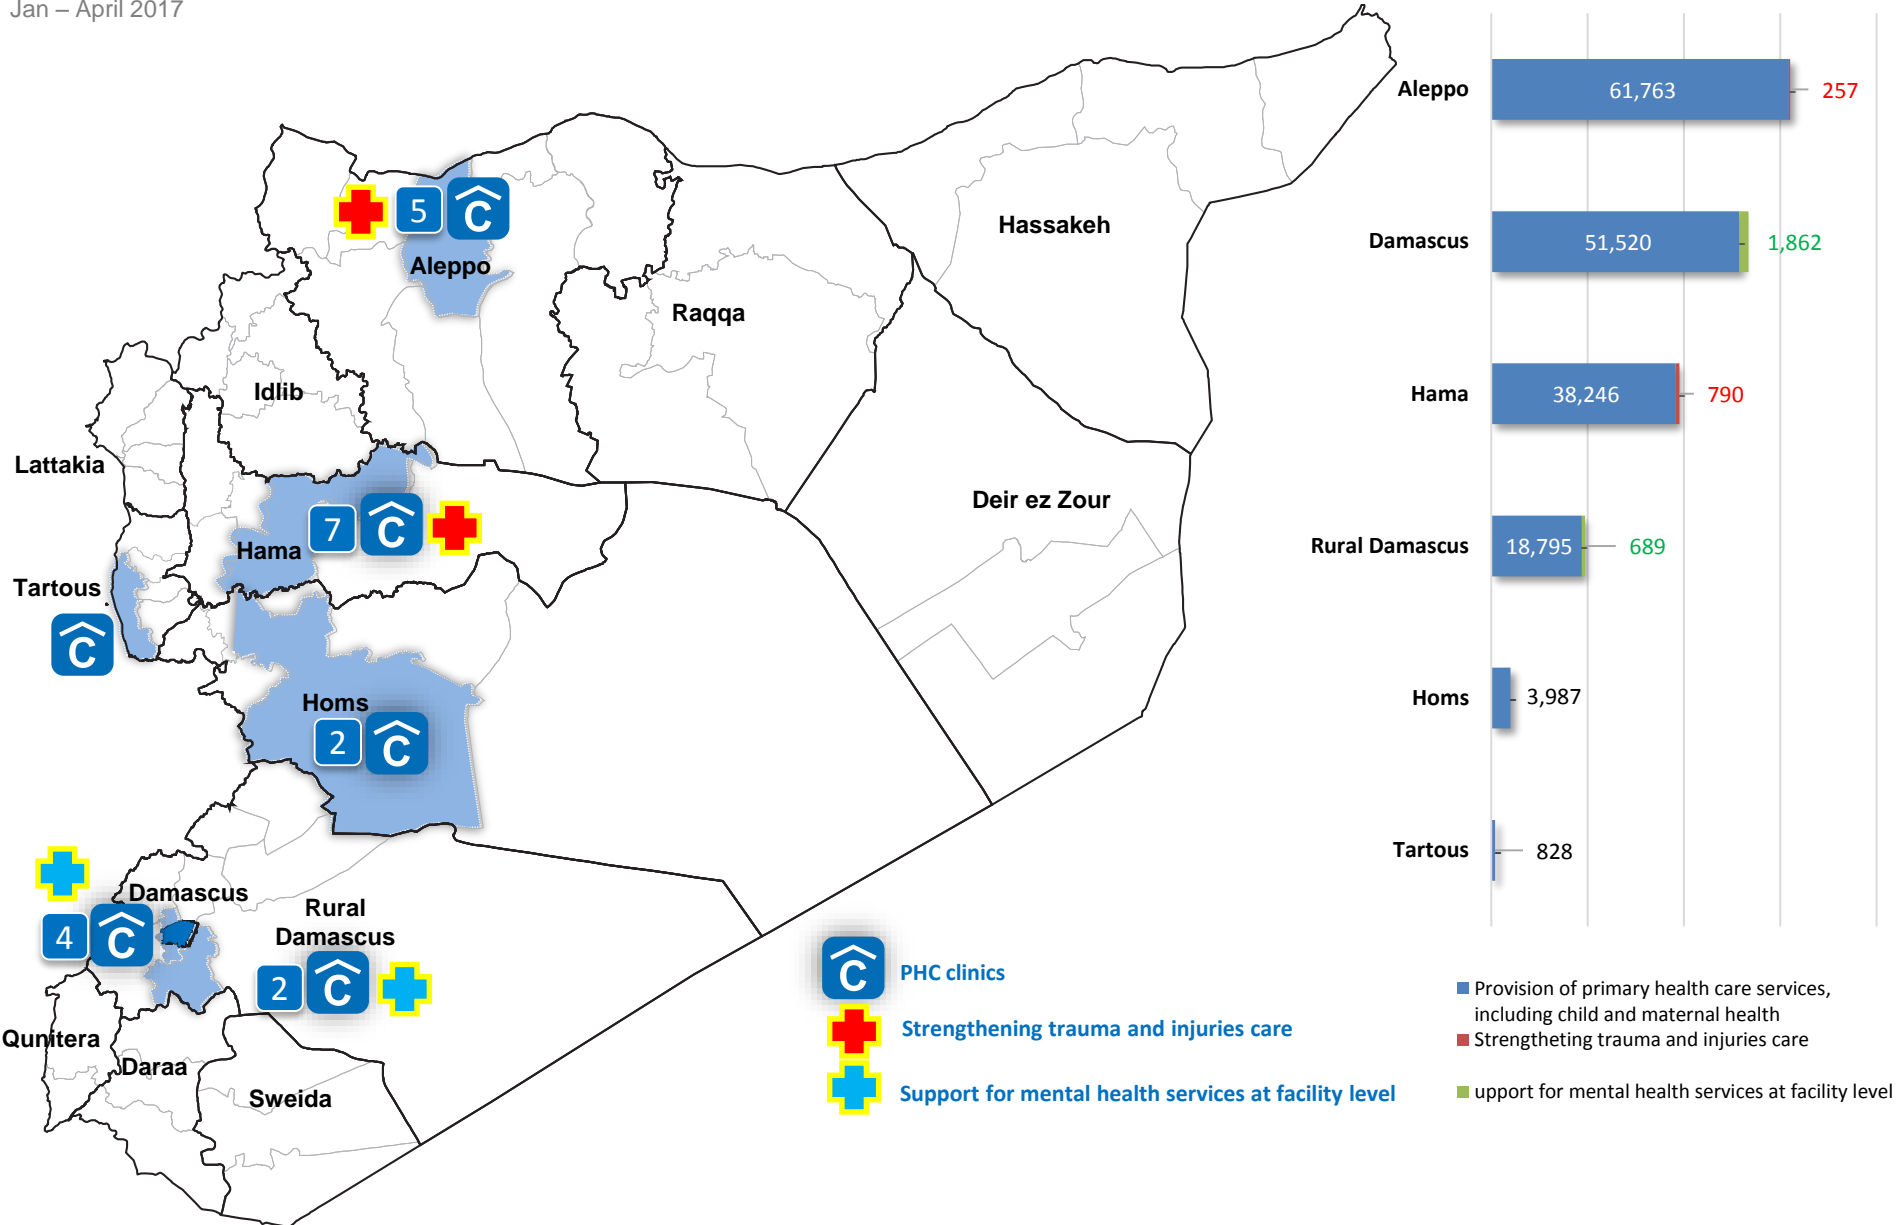 Jan – April 2017
5
C
Aleppo
Hassakeh
Raqqa
Idlib
Lattakia
Deir ez Zour
7
C
Hama
Tartous
C
Homs
2
C
Damascus
4
C
Rural
Damascus
2
C
Qunitera
Daraa
Sweida
C
PHC clinics
Strengthening trauma and injuries care
Support for mental health services at facility level
Aleppo
61,763
257
Damascus
51,520
1,862
Hama
38,246
790
Rural Damascus
18,795
689
Homs
3,987
Tartous
828
Provision of primary health care services,
including child and maternal health
Strengtheting trauma and injuries care
upport for mental health services at facility level